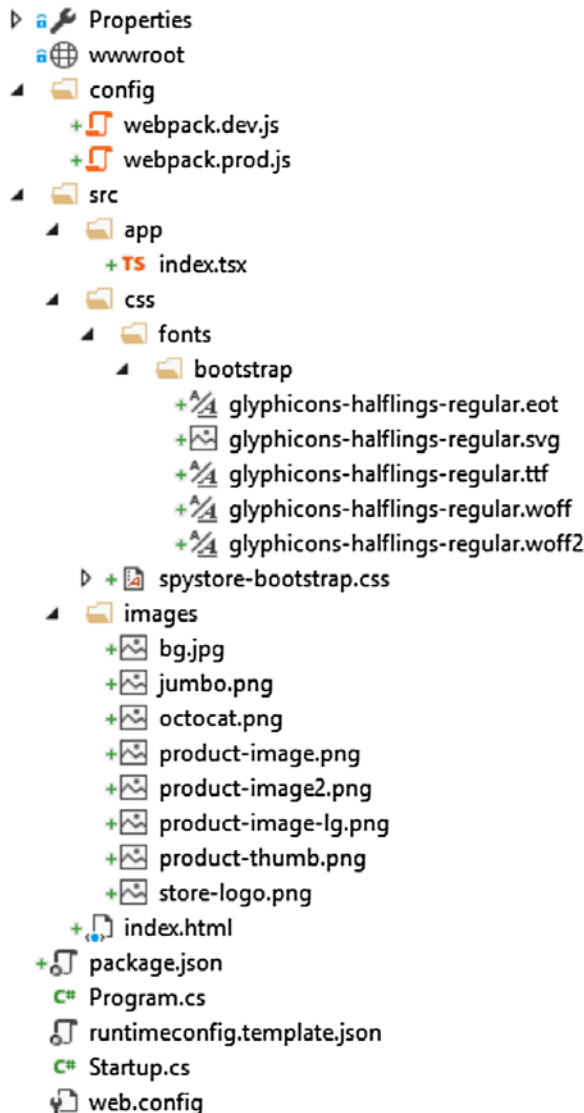 Properties
wwwroot
config
webpack.dev.js
webpack.prod.js
src
app
TS index.tsx
css
fonts
bootstrap
glyphicons-halflings-regular.eot
glyphicons-halflings-regular.svg
glyphicons-halflings-regular.ttf
glyphicons-halflings-regular.woff
glyphicons-halflings-regular.woff2
spystore-bootstrap.css
images
bg.jpg
jumbo.png
octocat.png
product-image.png
product-image2.png
product-image-lg.png
product-thumb.png
store-logo.png
index.html
package.json
C# Program.cs
runtimeconfig.template.json
C# Startup.cs
web.config